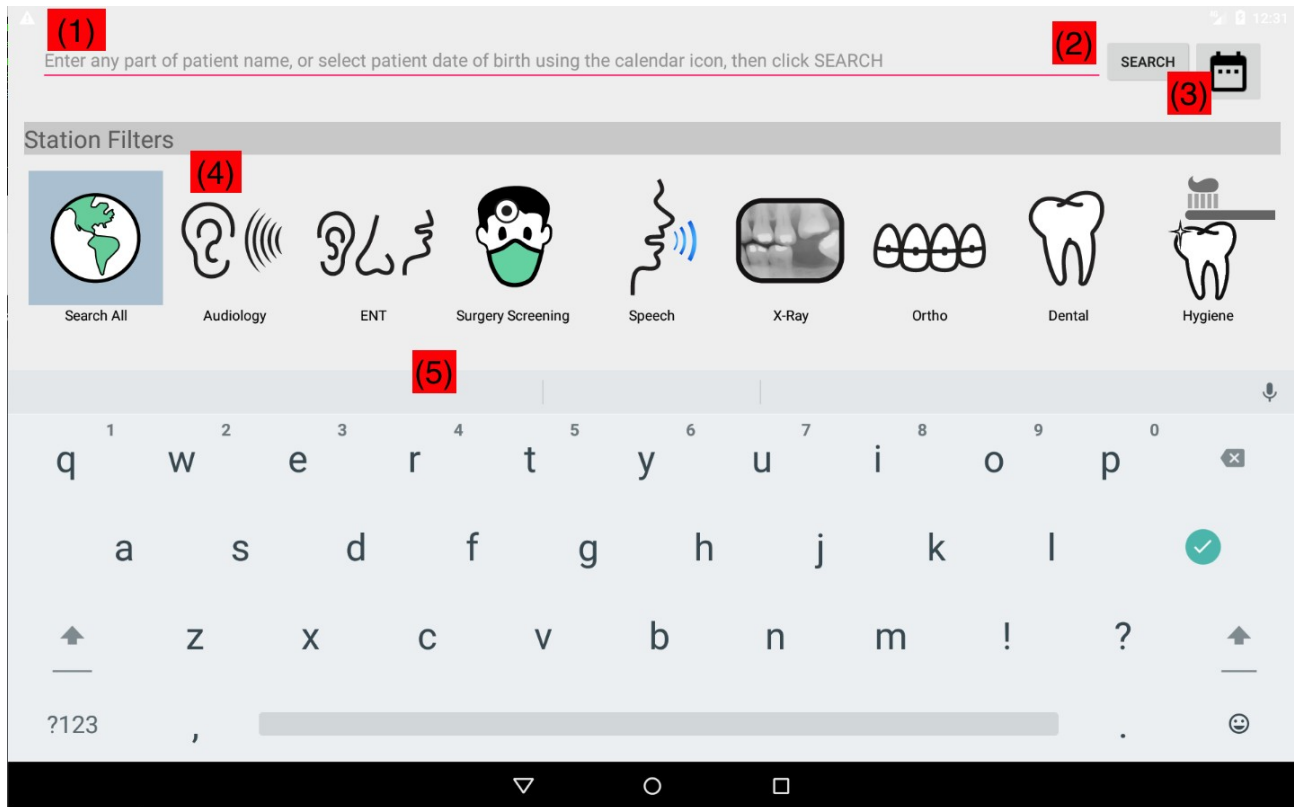 12:31
(1)
(2)
Enter any part of patient name, or select patient date of birth using the calendar icon, then click SEARCH
SEARCH
(3)
Station Filters
(4)
Search All Audiology ENT Surgery Screening Speech X-Ray Ortho Dental Hygiene
(5)
1 2 3 4 5 6 7 8 9 0
q w e r t y u i o p
a s d f g h j k l
z x c v b n m ! ?
?123 , .